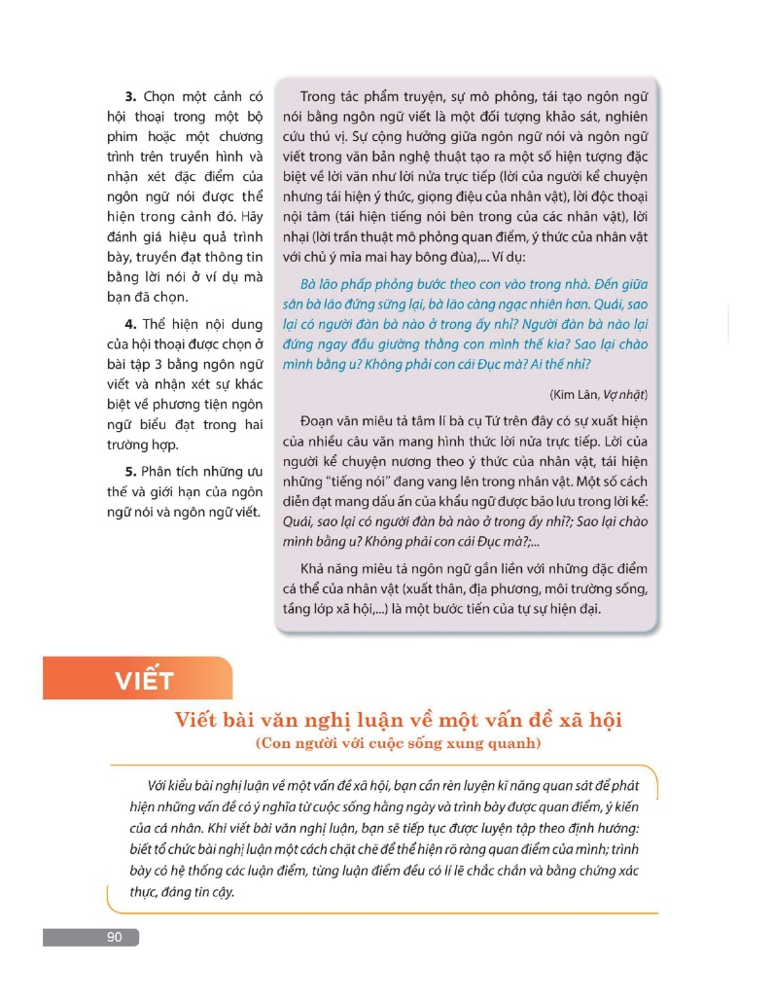 3. Chọn một cảnh có
hội thoại trong một bộ
phim hoặc một chương
trình trên truyền hình và
nhận xét đặc điểm của
ngôn ngữ nói được thể
hiện trong cảnh đó. Hãy
đánh giá hiệu quả trình
bày, truyền đạt thông tin
bằng lời nói ở ví dụ mà
bạn đã chọn.
4. Thể hiện nội dung
của hội thoại được chọn ở
bài tập 3 bằng ngôn ngữ
viết và nhận xét sự khác
biệt về phương tiện ngôn
ngữ biểu đạt trong hai
trường hợp.
5. Phân tích những ưu
thế và giới hạn của ngôn
ngữ nói và ngôn ngữ viết.
Trong tác phẩm truyện, sự mô phỏng, tái tạo ngôn ngữ
nói bằng ngôn ngữ viết là một đối tượng khảo sát, nghiên
cứu thú vị. Sự cộng hưởng giữa ngôn ngữ nói và ngôn ngữ
viết trong văn bản nghệ thuật tạo ra một số hiện tượng đặc
biệt về lời văn như lời nửa trực tiếp (lời của người kể chuyện
nhưng tái hiện ý thức, giọng điệu của nhân vật), lời độc thoại
nội tâm (tái hiện tiếng nói bên trong của các nhân vật), lời
nhại (lời trần thuật mô phỏng quan điểm, ý thức của nhân vật
với chủ ý mỉa mai hay bông đùa),... Ví dụ:
Bà lão phấp phỏng bước theo con vào trong nhà. Đến giữa
sân bà lão đứng sững lại, bà lão càng ngạc nhiên hơn. Quái, sao
lại có người đàn bà nào ở trong ấy nhỉ? Người đàn bà nào lại
đứng ngay đầu giường thằng con mình thế kia? Sao lại chào
mình bằng u? Không phải con cái Đục mà? Ai thế nhỉ?
(Kim Lân, Vợ nhặt)
Đoạn văn miêu tả tâm lí bà cụ Tứ trên đây có sự xuất hiện
của nhiều câu văn mang hình thức lời nửa trực tiếp. Lời của
người kể chuyện nương theo ý thức của nhân vật, tái hiện
những “tiếng nói” đang vang lên trong nhân vật. Một số cách
diễn đạt mang dấu ấn của khẩu ngữ được bảo lưu trong lời kể:
Quái, sao lại có người đàn bà nào ở trong ấy nhỉ?; Sao lại chào
mình bằng u? Không phải con cái Đục mà?;...
Khả năng miêu tả ngôn ngữ gắn liền với những đặc điểm
cá thể của nhân vật (xuất thân, địa phương, môi trường sống,
tầng lớp xã hội,...) là một bước tiến của tự sự hiện đại.
VIẾT
Viết bài văn nghị luận về một vấn đề xã hội
(Con người với cuộc sống xung quanh)
Với kiểu bài nghị luận về một vấn đề xã hội, bạn cần rèn luyện kĩ năng quan sát để phát
hiện những vấn đề có ý nghĩa từ cuộc sống hằng ngày và trình bày được quan điểm, ý kiến
của cá nhân. Khi viết bài văn nghị luận, bạn sẽ tiếp tục được luyện tập theo định hướng:
biết tổ chức bài nghị luận một cách chặt chẽ để thể hiện rõ ràng quan điểm của mình; trình
bày có hệ thống các luận điểm, từng luận điểm đều có lí lẽ chắc chắn và bằng chứng xác
thực, đáng tin cậy.
90